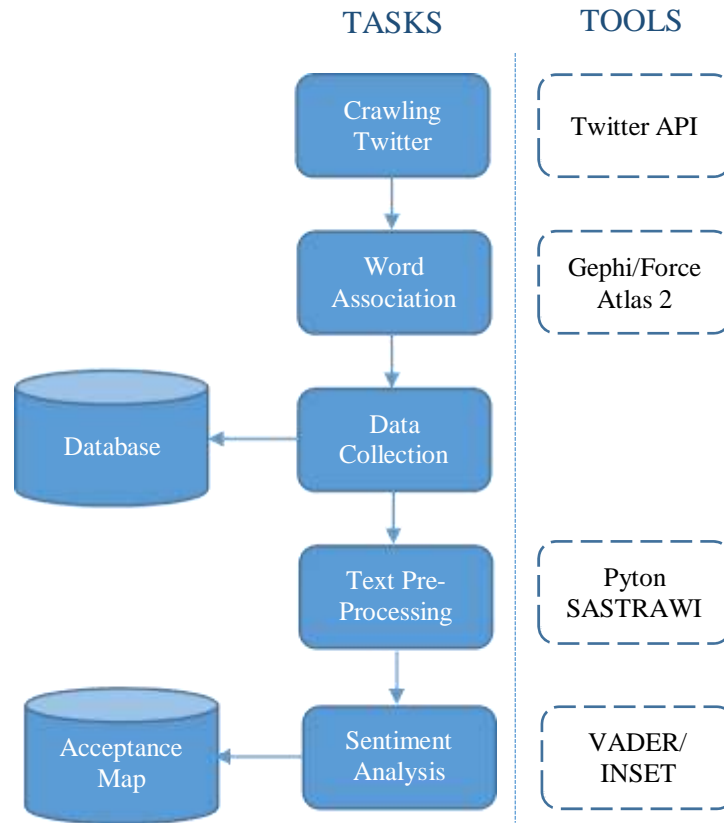 TASKS
TOOLS
Crawling
Twitter
Twitter API
Word
Association
Gephi/Force
Atlas 2
Database
Data
Collection
Text Pre-
Processing
Pyton
SASTRAWI
Acceptance
Map
Sentiment
Analysis
VADER/
INSET